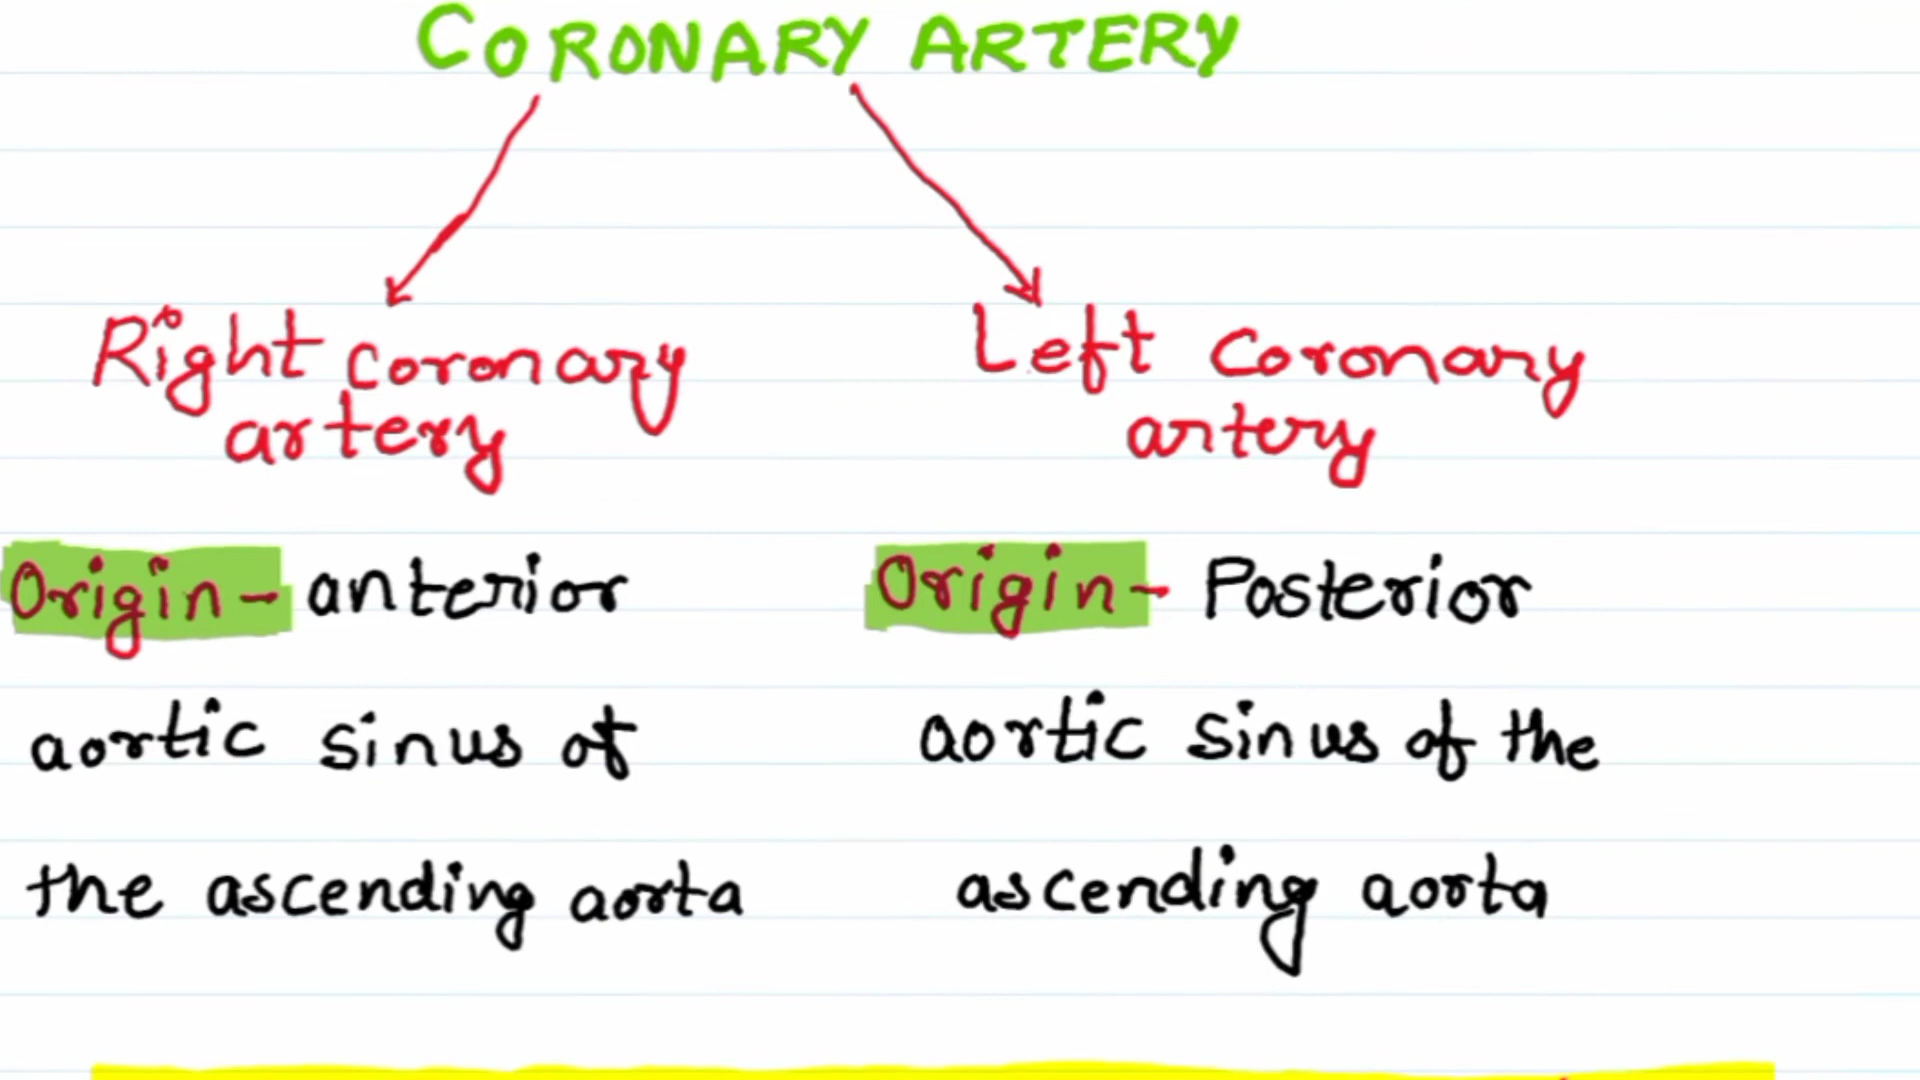 CORONARY ARTERY
Right coronary
artery
Left coronary
artery
Origin- anterior
aortic sinus of
the ascending aorta
Origin- Posterior
aortic sinus of the
ascending aorta